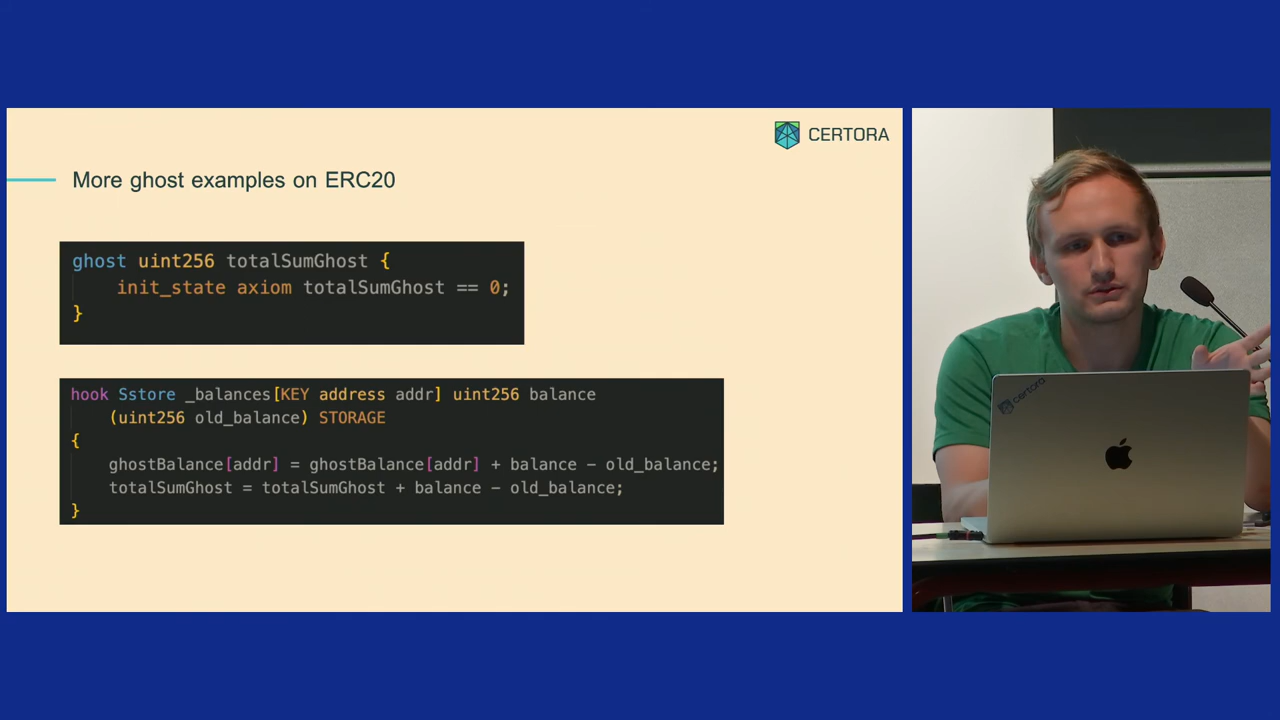 CERTORA
More ghost examples on ERC20
ghost uint256 totalSumGhost {
init_state axiom totalSumGhost == 0;
}
hook Sstore _balances[KEY address addr] uint256 balance
(uint256 old_balance) STORAGE
{
ghostBalance[addr] = ghostBalance[addr] + balance - old_balance;
totalSumGhost = totalSumGhost + balance - old_balance;
}
certora